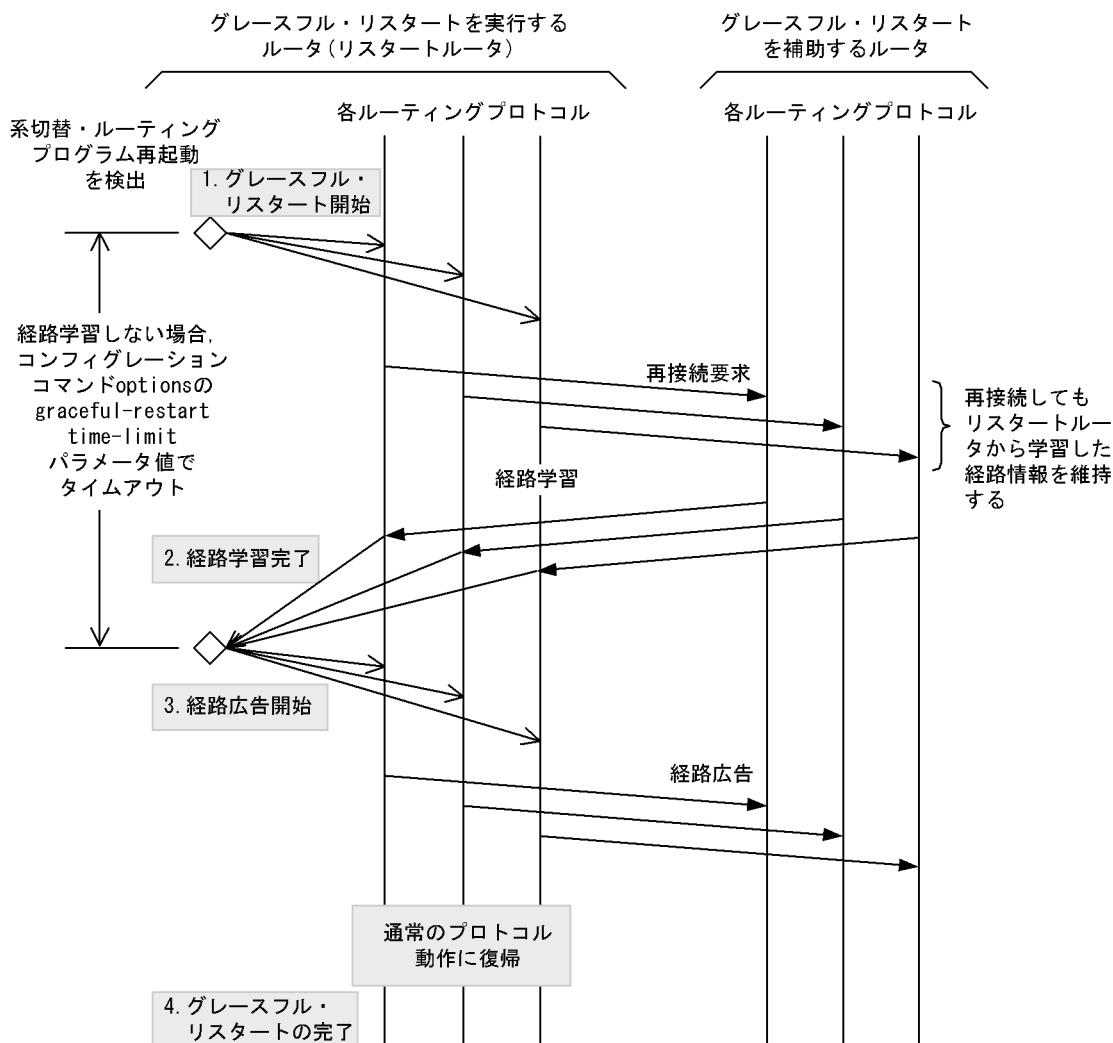 グレースフル・リスタートを実行する
ルータ(リスタートルータ)
グレースフル・リスタート
を補助するルータ
各ルーティングプロトコル
各ルーティングプロトコル
系切替・ルーティング
プログラム再起動
を検出
1. グレースフル・
リスタート開始
経路学習しない場合,
コンフィグレーション
コマンドoptionsの
graceful-restart
time-limit
パラメータ値で
タイムアウト
再接続要求
再接続しても
リスタートルー
タから学習した
経路情報を維持
する
経路学習
2. 経路学習完了
3. 経路広告開始
経路広告
通常のプロトコル
動作に復帰
4. グレースフル・
リスタートの完了